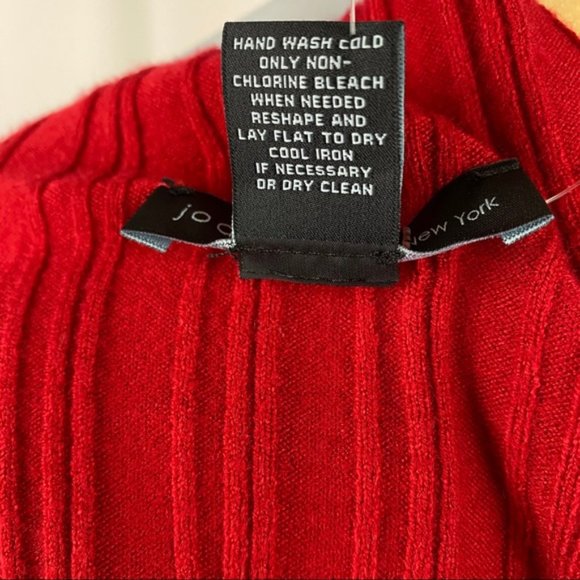 HAND WASH COLD
ONLY NON-
CHLORINE BLEACH
WHEN NEEDED
RESHAPE AND
LAY FLAT TO DRY
COOL IRON
IF NECESSARY
OR DRY CLEAN
jo
New York